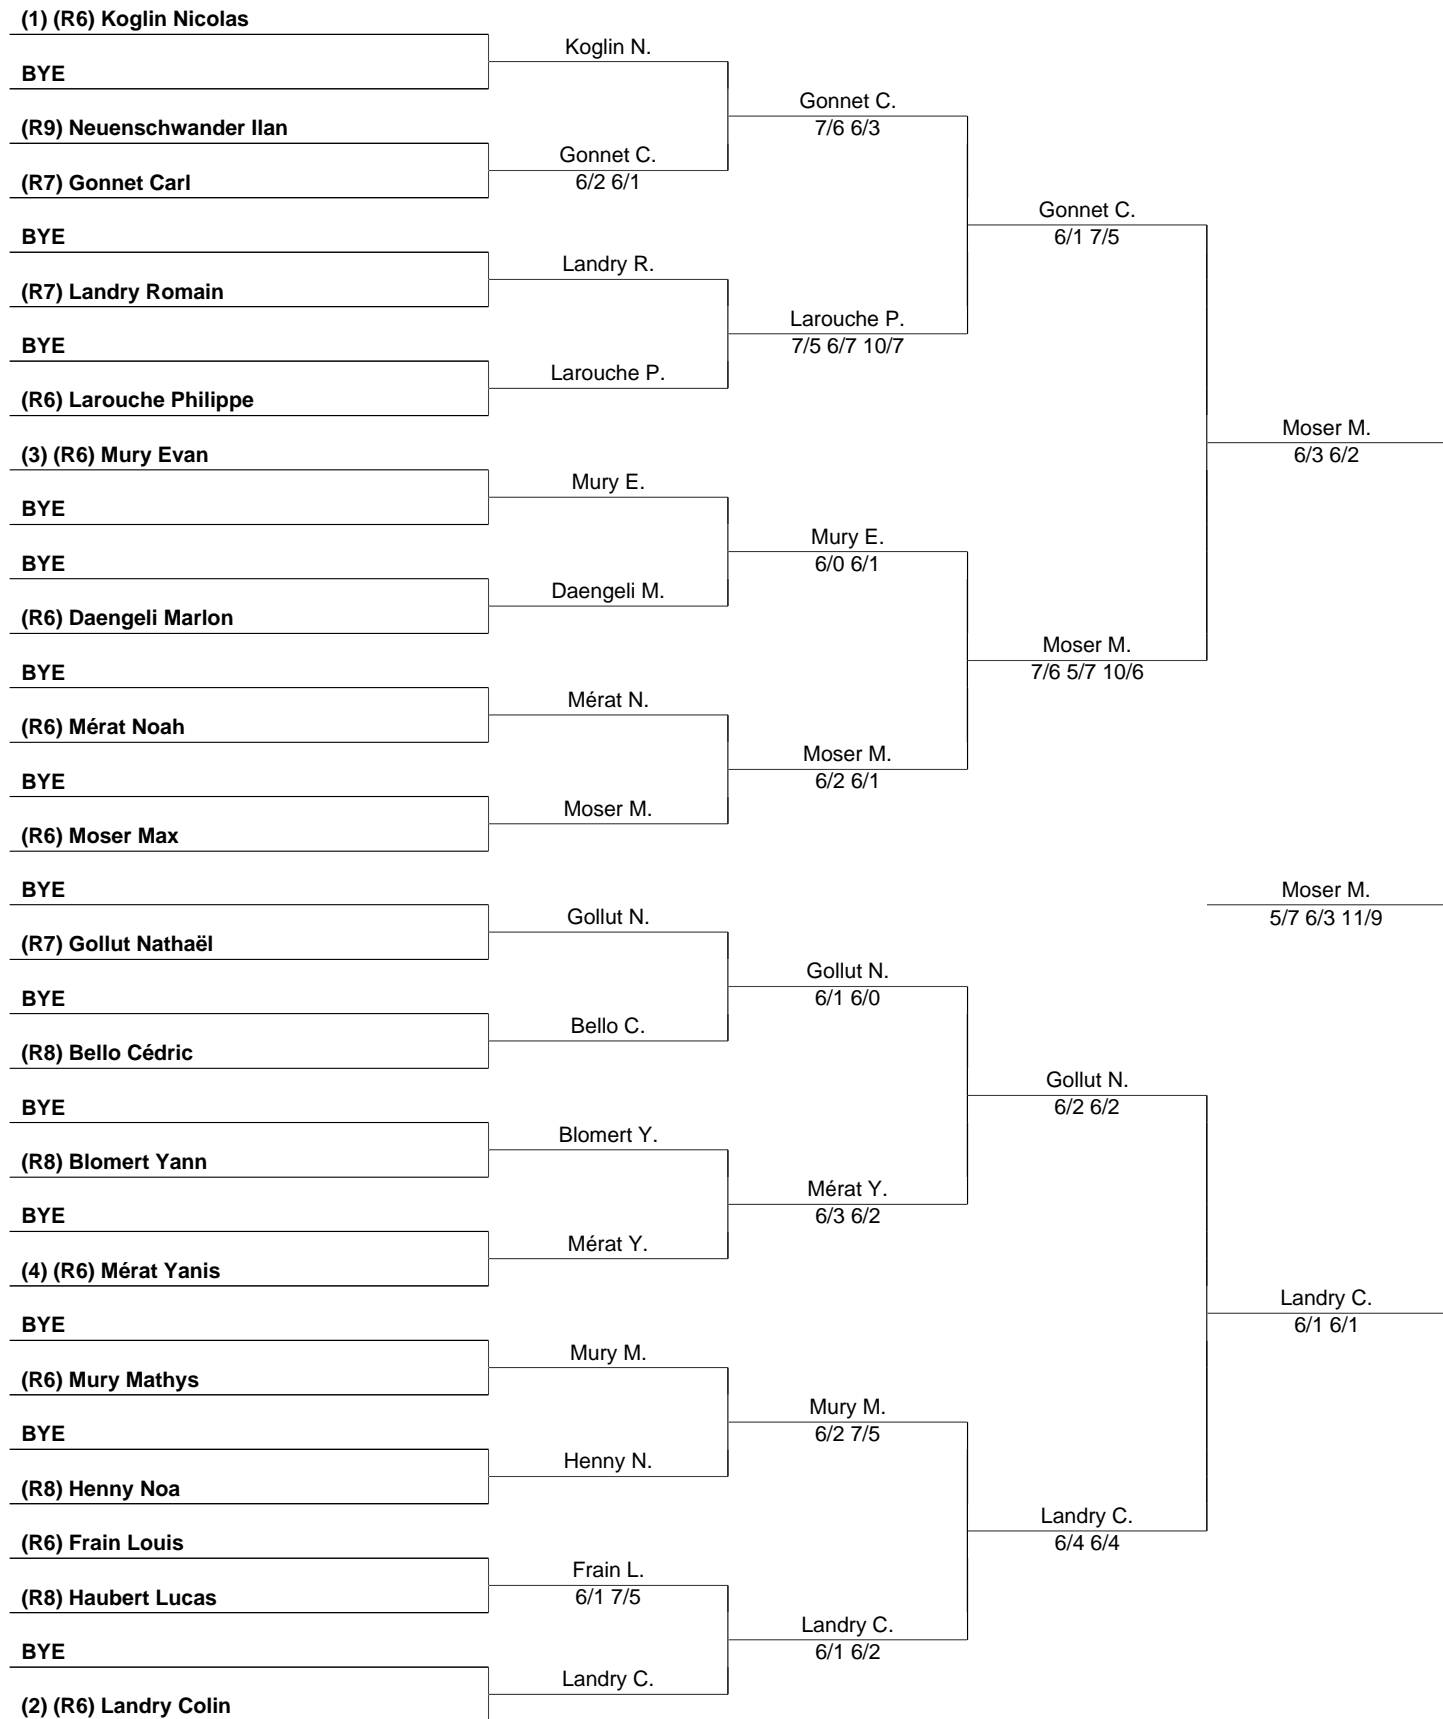 (1) (R6) Koglin Nicolas
BYE
(R9) Neuenschwander Ilan
(R7) Gonnet Carl
BYE
(R7) Landry Romain
BYE
(R6) Larouche Philippe
(3) (R6) Mury Evan
BYE
BYE
(R6) Daengeli Marlon
BYE
(R6) Mérat Noah
BYE
(R6) Moser Max
BYE
(R7) Gollut Nathaël
BYE
(R8) Bello Cédric
BYE
(R8) Blomert Yann
BYE
(4) (R6) Mérat Yanis
BYE
(R6) Mury Mathys
BYE
(R8) Henny Noa
(R6) Frain Louis
(R8) Haubert Lucas
BYE
(2) (R6) Landry Colin
Koglin N.
Gonnet C.
6/2 6/1
Landry R.
Larouche P.
Mury E.
Daengeli M.
Mérat N.
Moser M.
Gollut N.
Bello C.
Blomert Y.
Mérat Y.
Mury M.
Henny N.
Frain L.
6/1 7/5
Landry C.
Gonnet C.
7/6 6/3
Larouche P.
7/5 6/7 10/7
Mury E.
6/0 6/1
Moser M.
6/2 6/1
Gollut N.
6/1 6/0
Mérat Y.
6/3 6/2
Mury M.
6/2 7/5
Landry C.
6/1 6/2
Gonnet C.
6/1 7/5
Moser M.
7/6 5/7 10/6
Gollut N.
6/2 6/2
Landry C.
6/4 6/4
Moser M.
6/3 6/2
Moser M.
5/7 6/3 11/9
Landry C.
6/1 6/1